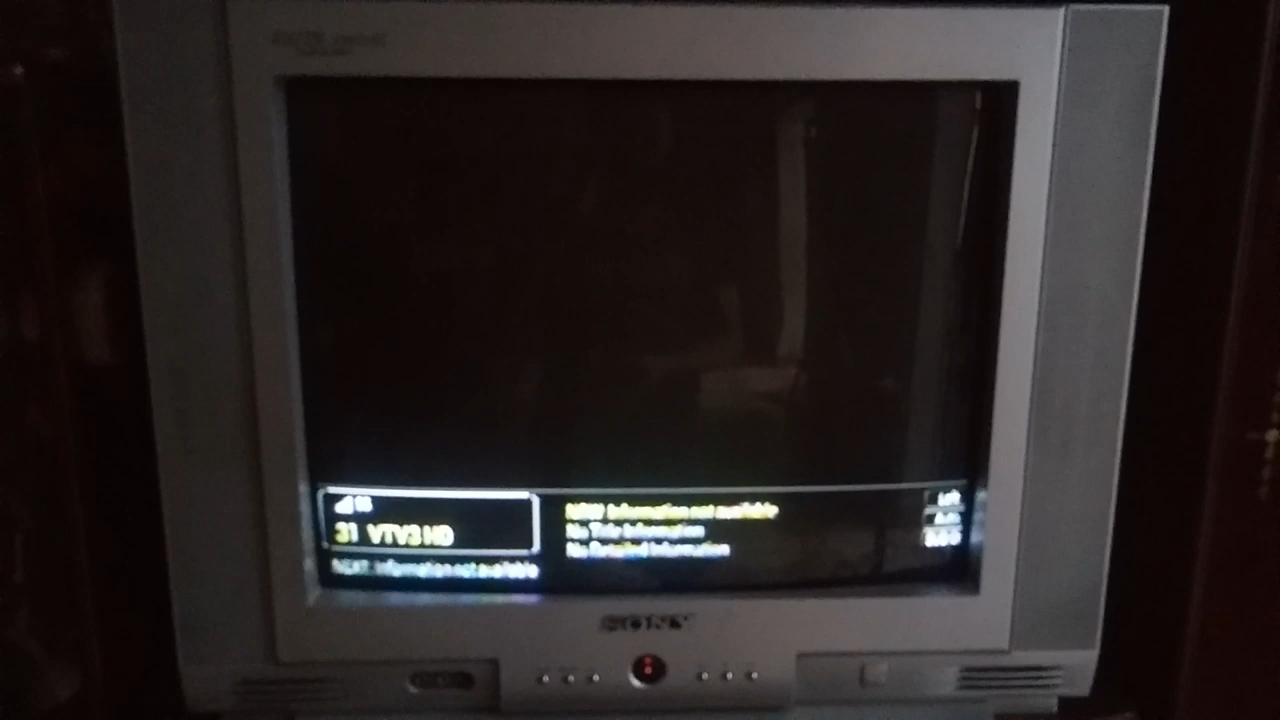 31 VTV3 HD
NEXT: Information not available
NOW Information not available
No Title Information
No Detailed Information
SONY